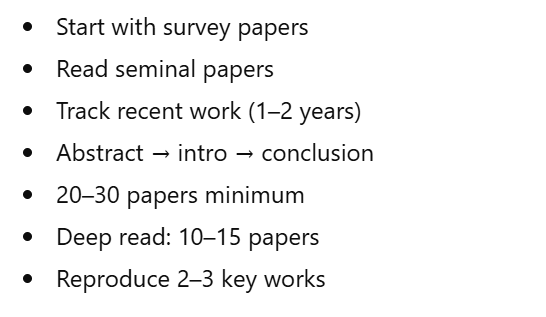 • Start with survey papers
• Read seminal papers
• Track recent work (1–2 years)
• Abstract → intro → conclusion
• 20–30 papers minimum
• Deep read: 10–15 papers
• Reproduce 2–3 key works